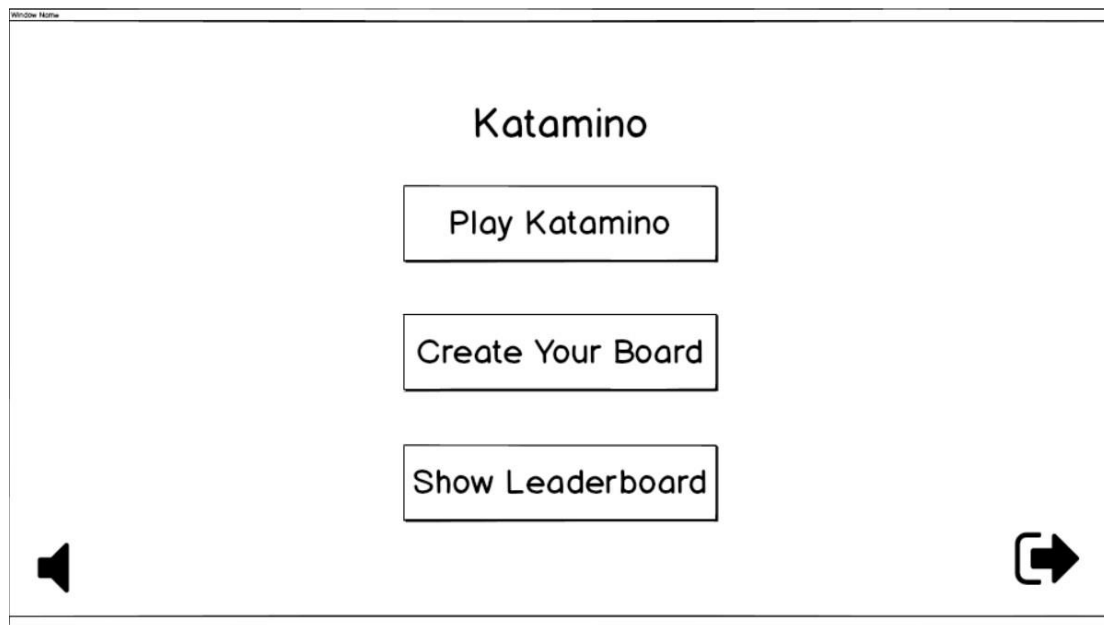 Window Name
Katamino
Play Katamino
Create Your Board
Show Leaderboard